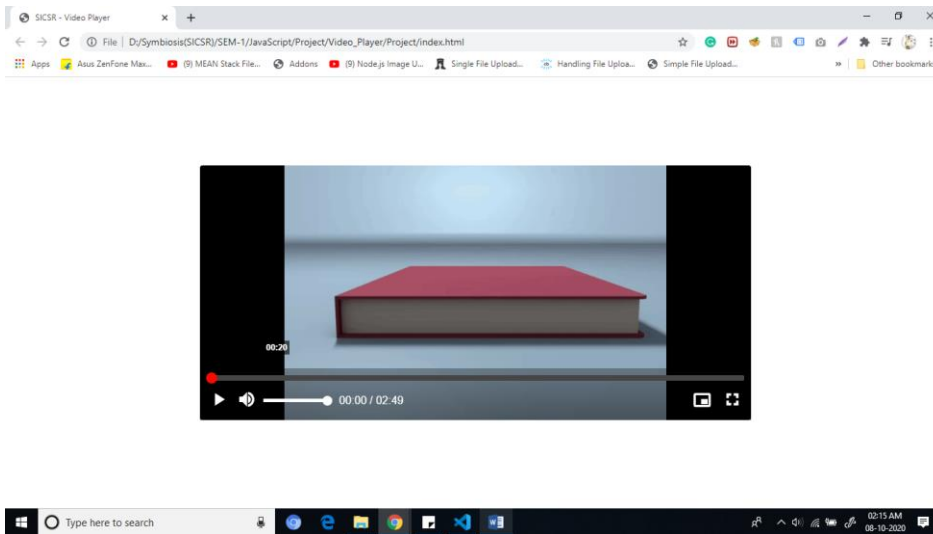 SICSR - Video Player
File | D:/Symbiosis(SICSR)/SEM-1/JavaScript/Project/Video_Player/Project/index.html
Apps Asus ZenFone Max... (9) MEAN Stack File... Addons (9) Node.js Image U... Single File Upload... Handling File Uploa... Simple File Upload... » Other bookmark
00:20
00:00 / 02:49
Type here to search
02:15 AM
08-10-2020